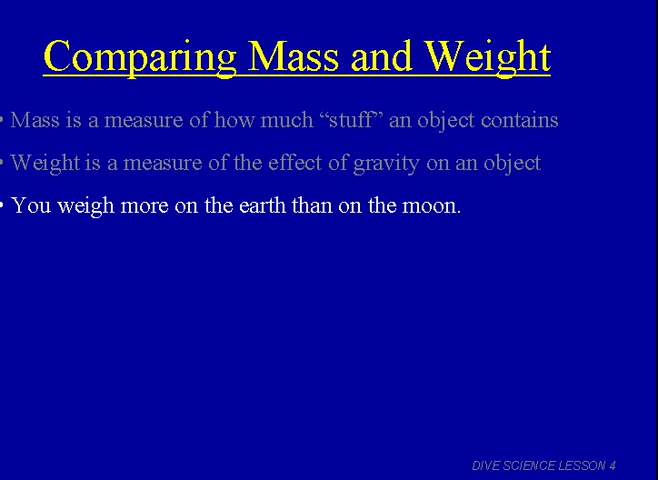 Comparing Mass and Weight
• Mass is a measure of how much “stuff” an object contains
• Weight is a measure of the effect of gravity on an object
• You weigh more on the earth than on the moon.
DIVE SCIENCE LESSON 4